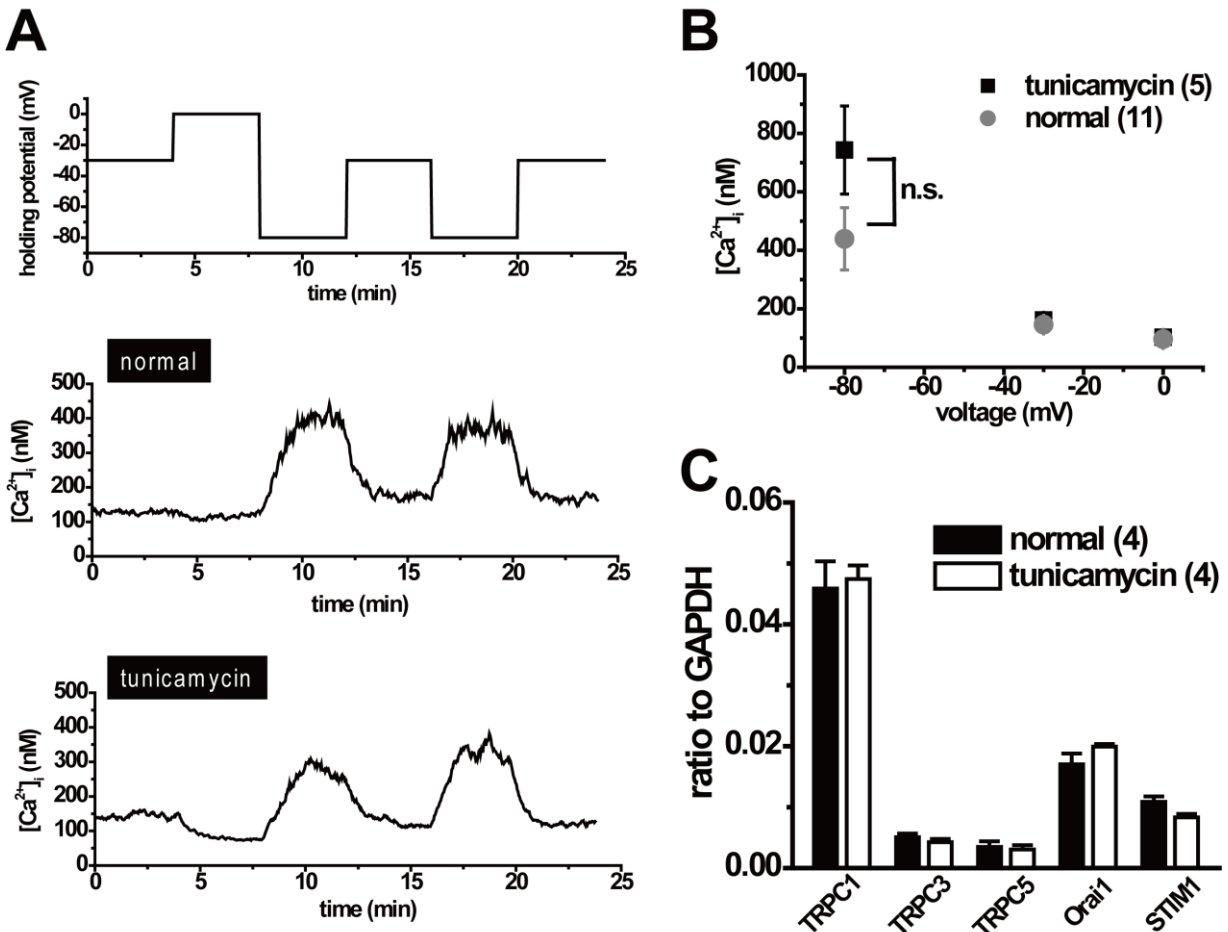 A
holding potential (mV)
0
-20
-40
-60
-80
0 5 10 15 20 25
time (min)
normal
[Ca²⁺]ᵢ (nM)
500
400
300
200
100
0
0 5 10 15 20 25
time (min)
tunicamycin
[Ca²⁺]ᵢ (nM)
500
400
300
200
100
0
0 5 10 15 20 25
time (min)
B
[Ca²⁺]ᵢ (nM)
1000
800
600
400
200
0
tunicamycin (5)
normal (11)
n.s.
-80 -60 -40 -20 0
voltage (mV)
C
ratio to GAPDH
0.06
0.04
0.02
0.00
normal (4)
tunicamycin (4)
TRPC1 TRPC3 TRPC5 Orai1 STIM1